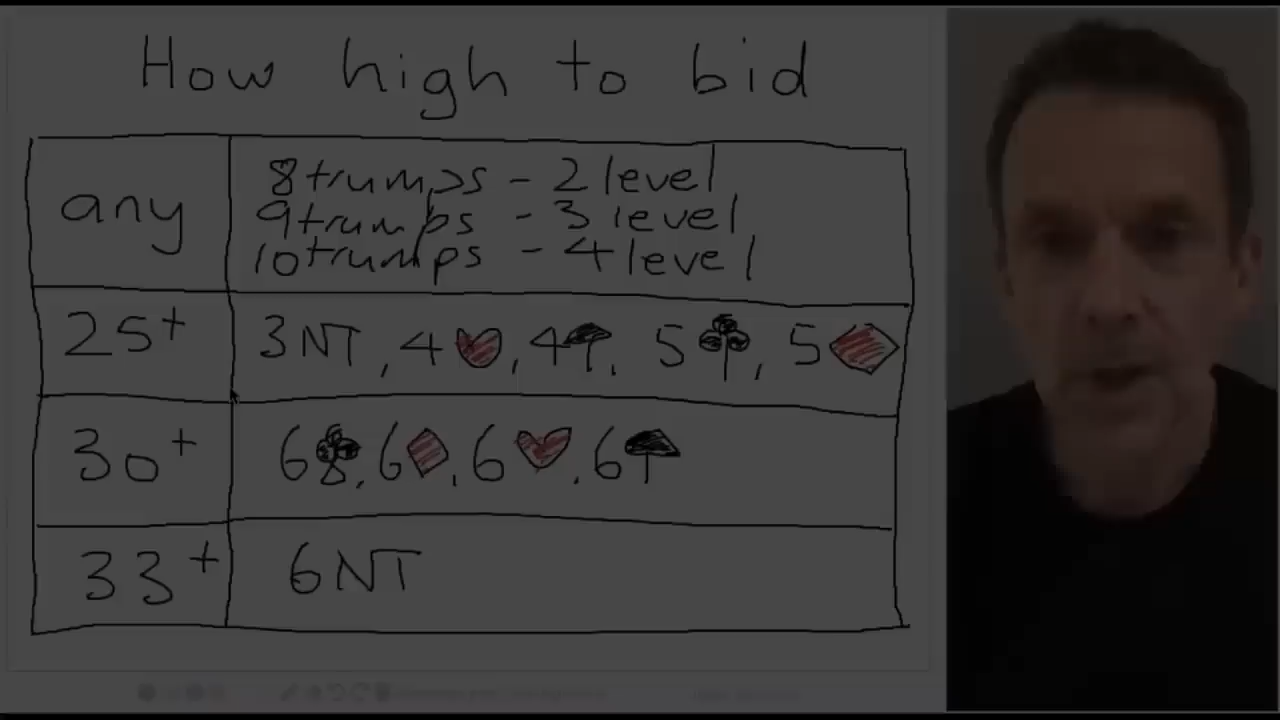 How high to bid
any
8 trumps - 2 level
9 trumps - 3 level
10 trumps - 4 level
25+
3NT, 4♥, 4♠, 5♣, 5♦
30+
6♣, 6♦, 6♥, 6♠
33+
6NT